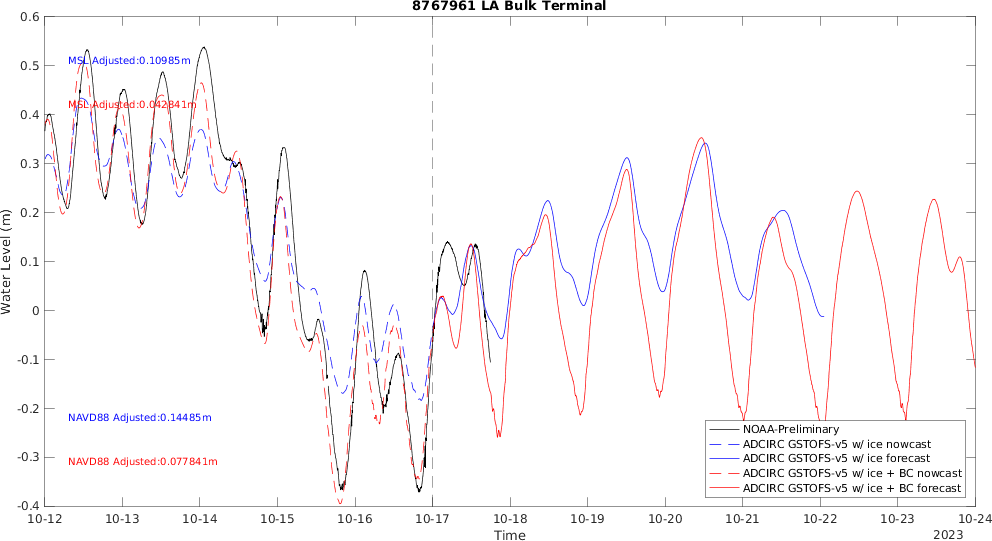 8767961 LA Bulk Terminal
0.6
0.5
0.4
0.3
0.2
0.1
0
-0.1
-0.2
-0.3
-0.4
Water Level (m)
MSL Adjusted:0.10985m
MSL Adjusted:0.042841m
NAVD88 Adjusted:0.14485m
NAVD88 Adjusted:0.077841m
NOAA-Preliminary
ADCIRC GSTOFS-v5 w/ ice nowcast
ADCIRC GSTOFS-v5 w/ ice forecast
ADCIRC GSTOFS-v5 w/ ice + BC nowcast
ADCIRC GSTOFS-v5 w/ ice + BC forecast
10-12 10-13 10-14 10-15 10-16 10-17 10-18 10-19 10-20 10-21 10-22 10-23 10-24
Time
2023